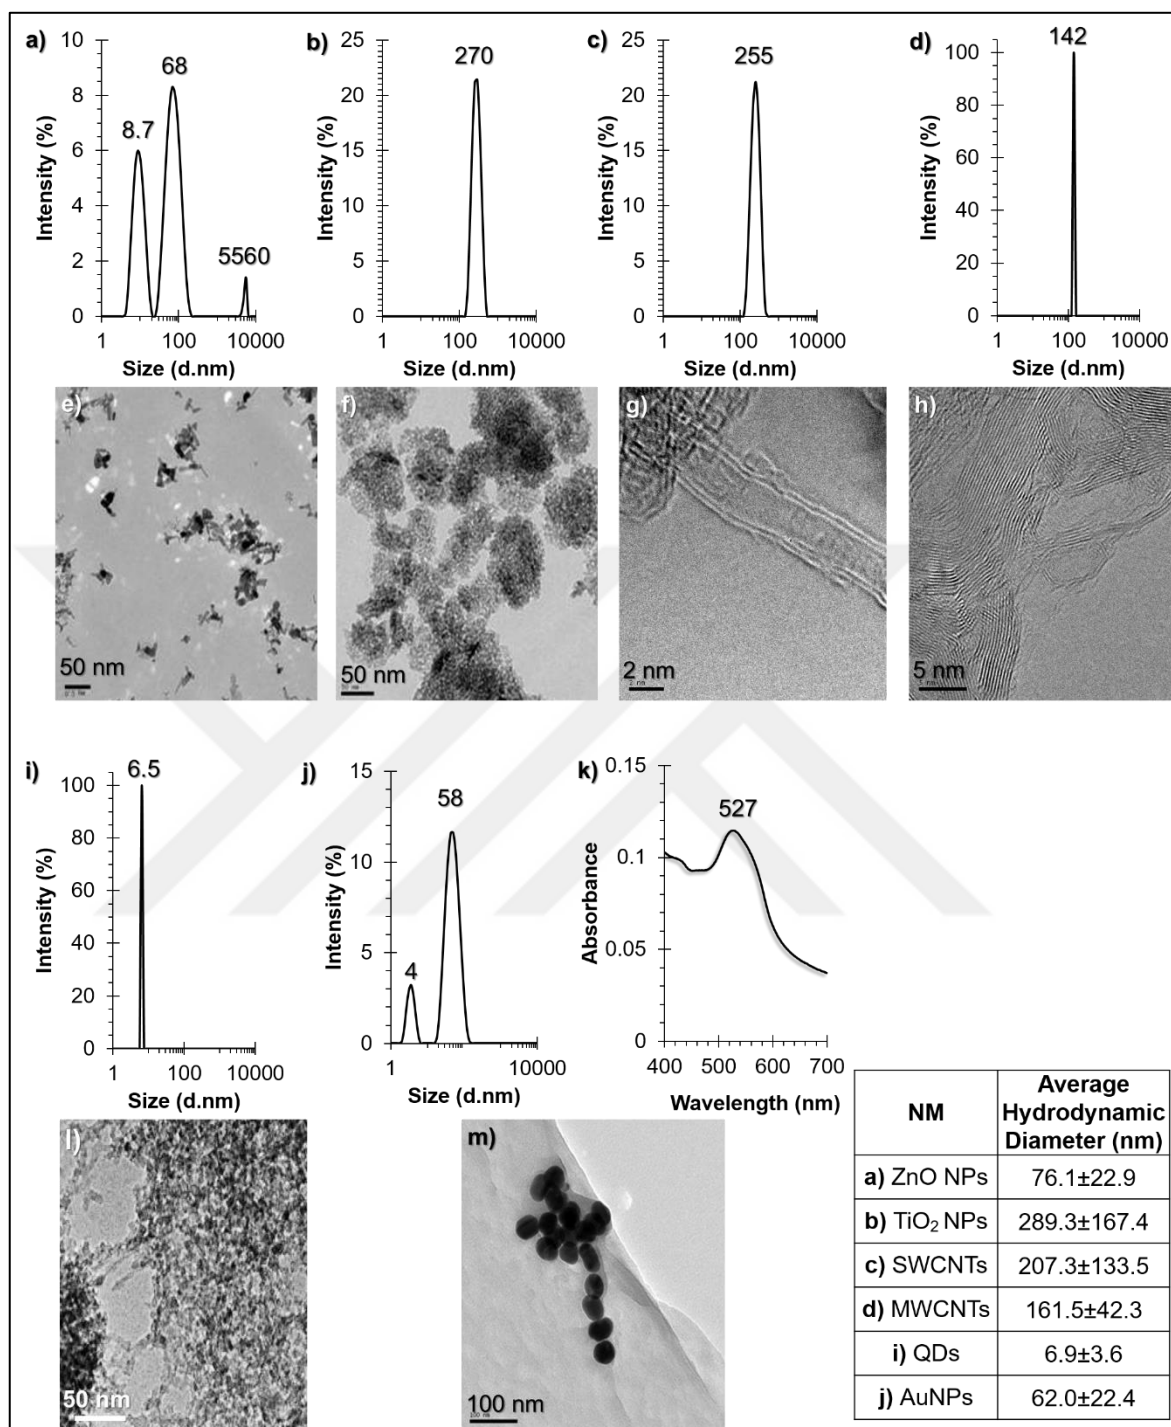 a)
10
8
6
4
2
0
Intensity (%)
8.7
68
5560
1
100
10000
Size (d.nm)
b)
25
20
15
10
5
0
Intensity (%)
270
1
100
10000
Size (d.nm)
c)
25
20
15
10
5
0
Intensity (%)
255
1
100
10000
Size (d.nm)
d)
100
80
60
40
20
0
Intensity (%)
142
1
100
10000
Size (d.nm)
e)
50 nm
f)
50 nm
g)
2 nm
h)
5 nm
i)
100
80
60
40
20
0
Intensity (%)
6.5
1
100
10000
Size (d.nm)
j)
15
10
5
0
Intensity (%)
4
58
1
100
10000
Size (d.nm)
k)
0.15
0.1
0.05
0
Absorbance
527
400
500
600
700
Wavelength (nm)
l)
50 nm
m)
100 nm
NM
Average
Hydrodynamic
Diameter (nm)
a) ZnO NPs 76.1±22.9
b) TiO₂ NPs 289.3±167.4
c) SWCNTs 207.3±133.5
d) MWCNTs 161.5±42.3
i) QDs 6.9±3.6
j) AuNPs 62.0±22.4